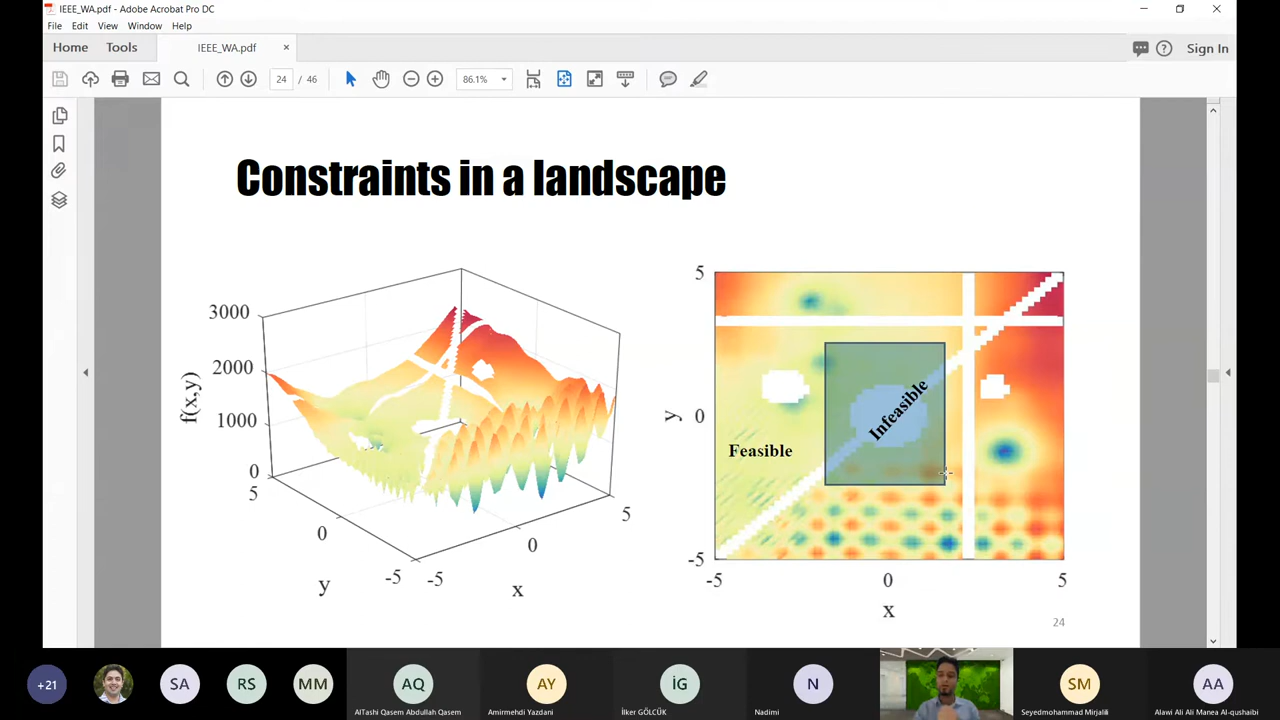 IEEE_WA.pdf - Adobe Acrobat Pro DC
File Edit View Window Help
Home Tools IEEE_WA.pdf × Sign In
24 / 46 86.1%
Constraints in a landscape
3000
2000
1000
0
f(x,y)
5
0
-5
y
-5
0
5
x
5
0
-5
y
Feasible
Infeasible
-5
0
5
x
24
+21
SA
RS
MM
AQ
AlTashi Qasem Abdullah Qasem
AY
Amirmehdi Yazdani
İG
İlker GÖLCÜK
N
Nadimi
SM
Seyedmohammad Mirjalili
AA
Alawi Ali Ali Manea Al-qushaibi